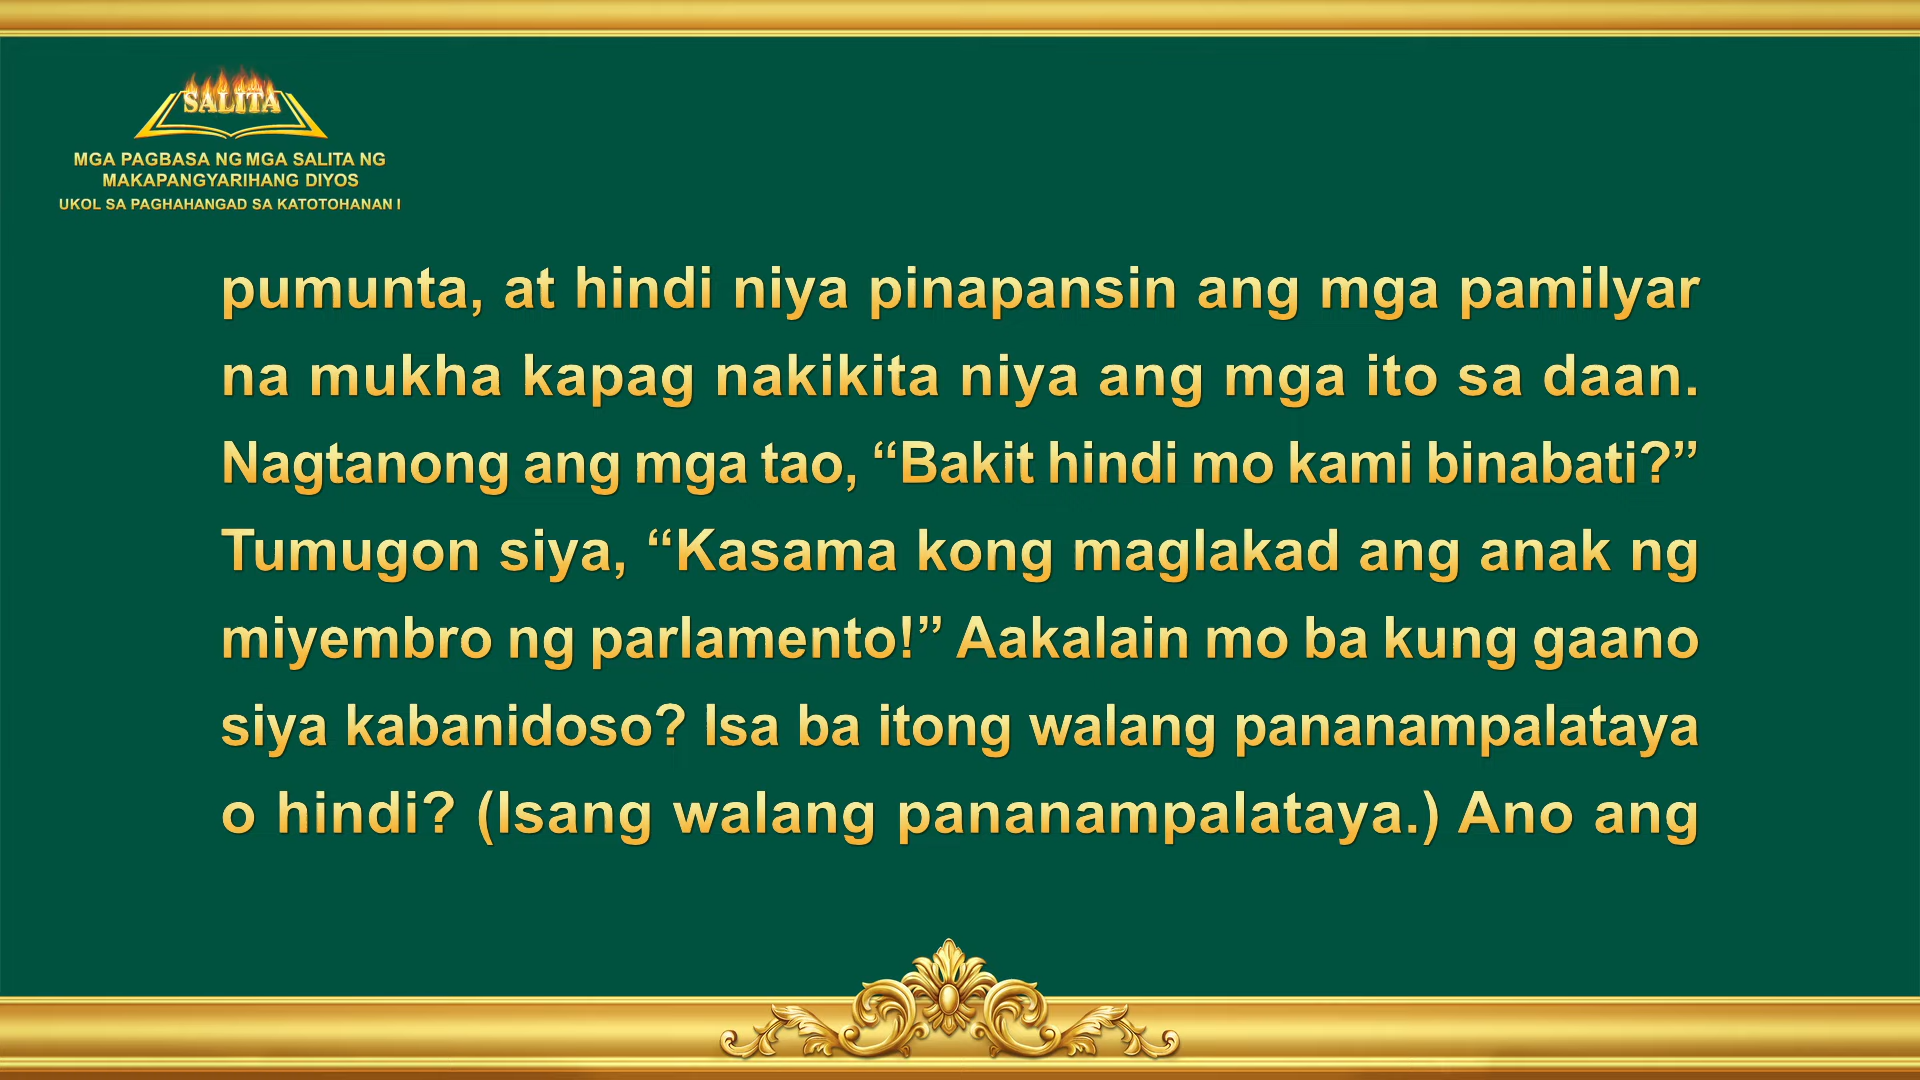 SALITA
MGA PAGBASA NG MGA SALITA NG
MAKAPANGYARIHANG DIYOS
UKOL SA PAGHAHANGAD SA KATOTOHANAN I
pumunta, at hindi niya pinapansin ang mga pamilyar
na mukha kapag nakikita niya ang mga ito sa daan.
Nagtanong ang mga tao, “Bakit hindi mo kami binabati?”
Tumugon siya, “Kasama kong maglakad ang anak ng
miyembro ng parlamento!” Aakalain mo ba kung gaano
siya kabanidoso? Isa ba itong walang pananampalataya
o hindi? (Isang walang pananampalataya.) Ano ang